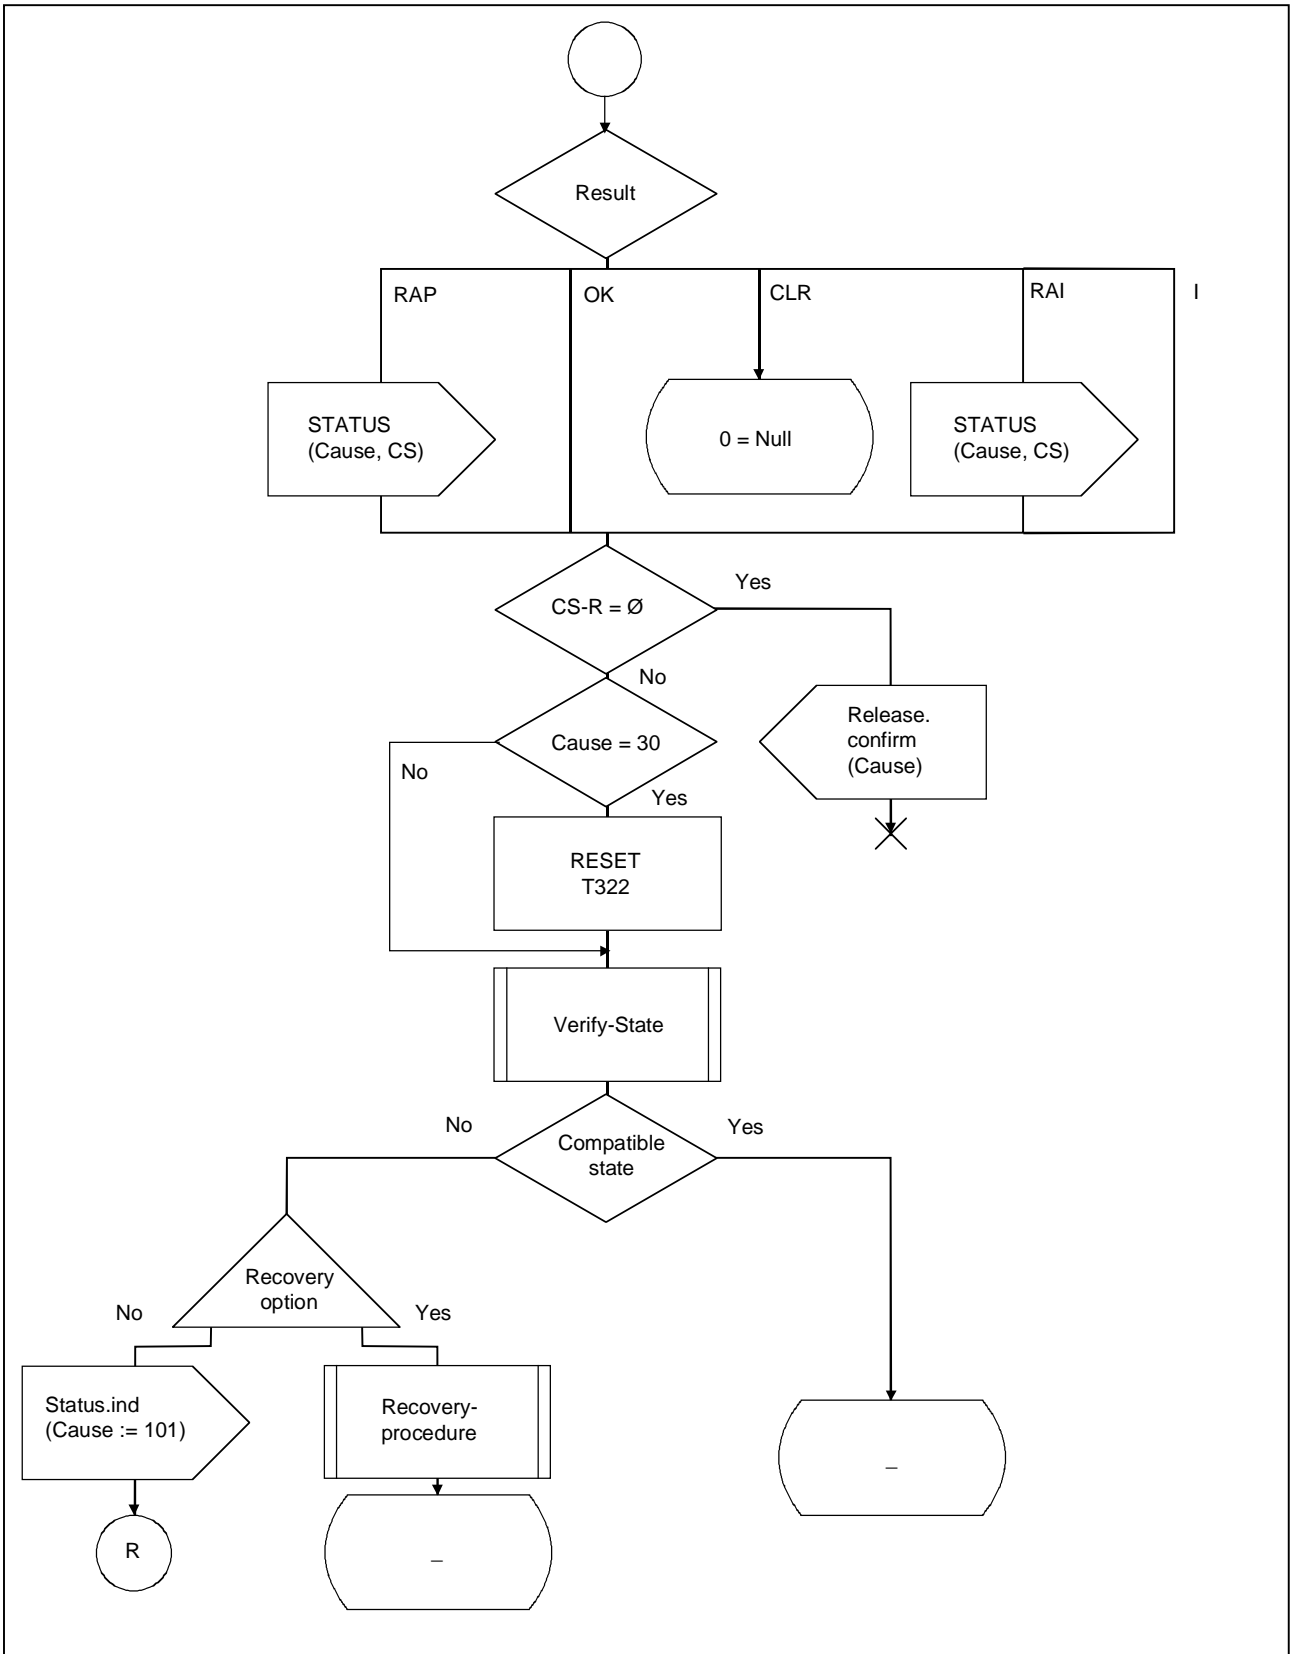 Result
RAP
OK
CLR
RAI
I
STATUS
(Cause, CS)
0 = Null
STATUS
(Cause, CS)
CS-R = Ø
Yes
No
Cause = 30
Release.
confirm
(Cause)
No
Yes
RESET
T322
Verify-State
No
Compatible
state
Yes
Recovery
option
No
Yes
Status.ind
(Cause := 101)
Recovery-
procedure
_
R
_